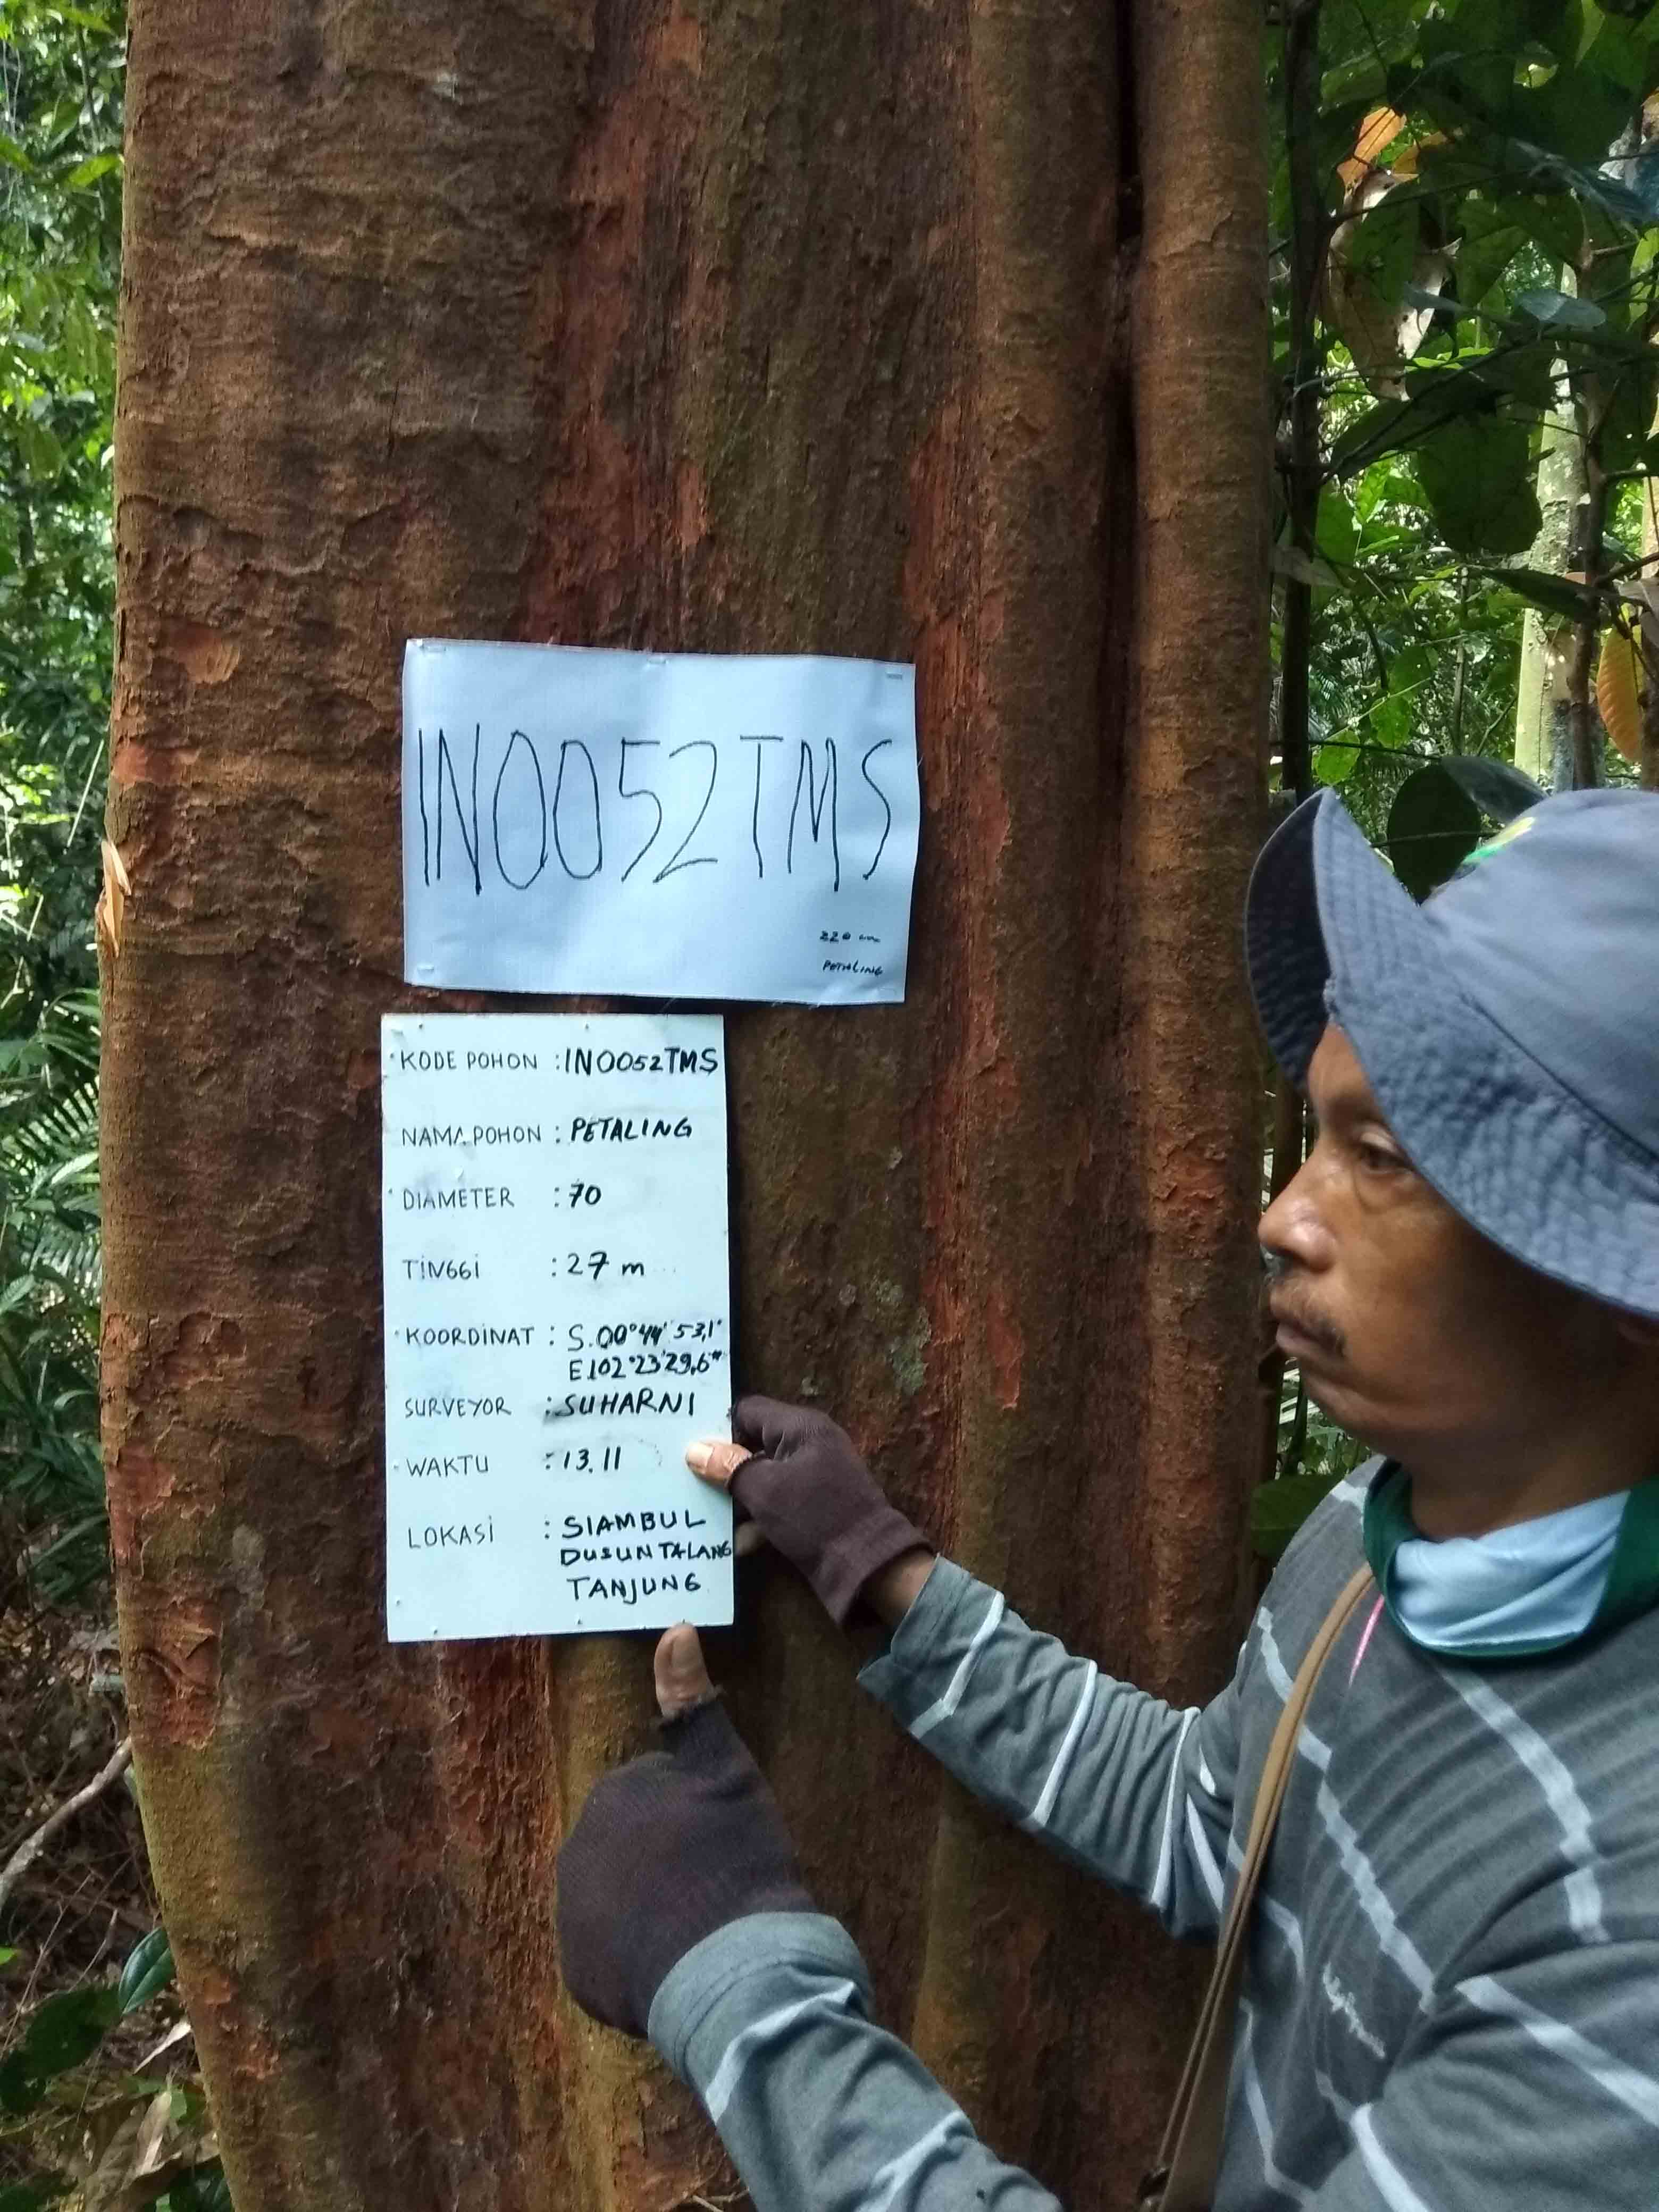 IN0052TMS
220 cm
PETALING
KODE POHON : IN0052TMS
NAMA POHON : PETALING
DIAMETER : 70
TINGGI : 27 m
KOORDINAT : S.00°44'53,1"
E102°23'29,6"
SURVEYOR : SUHARNI
WAKTU : 13.11
LOKASI : SIAMBUL
DUSUN TALANG
TANJUNG